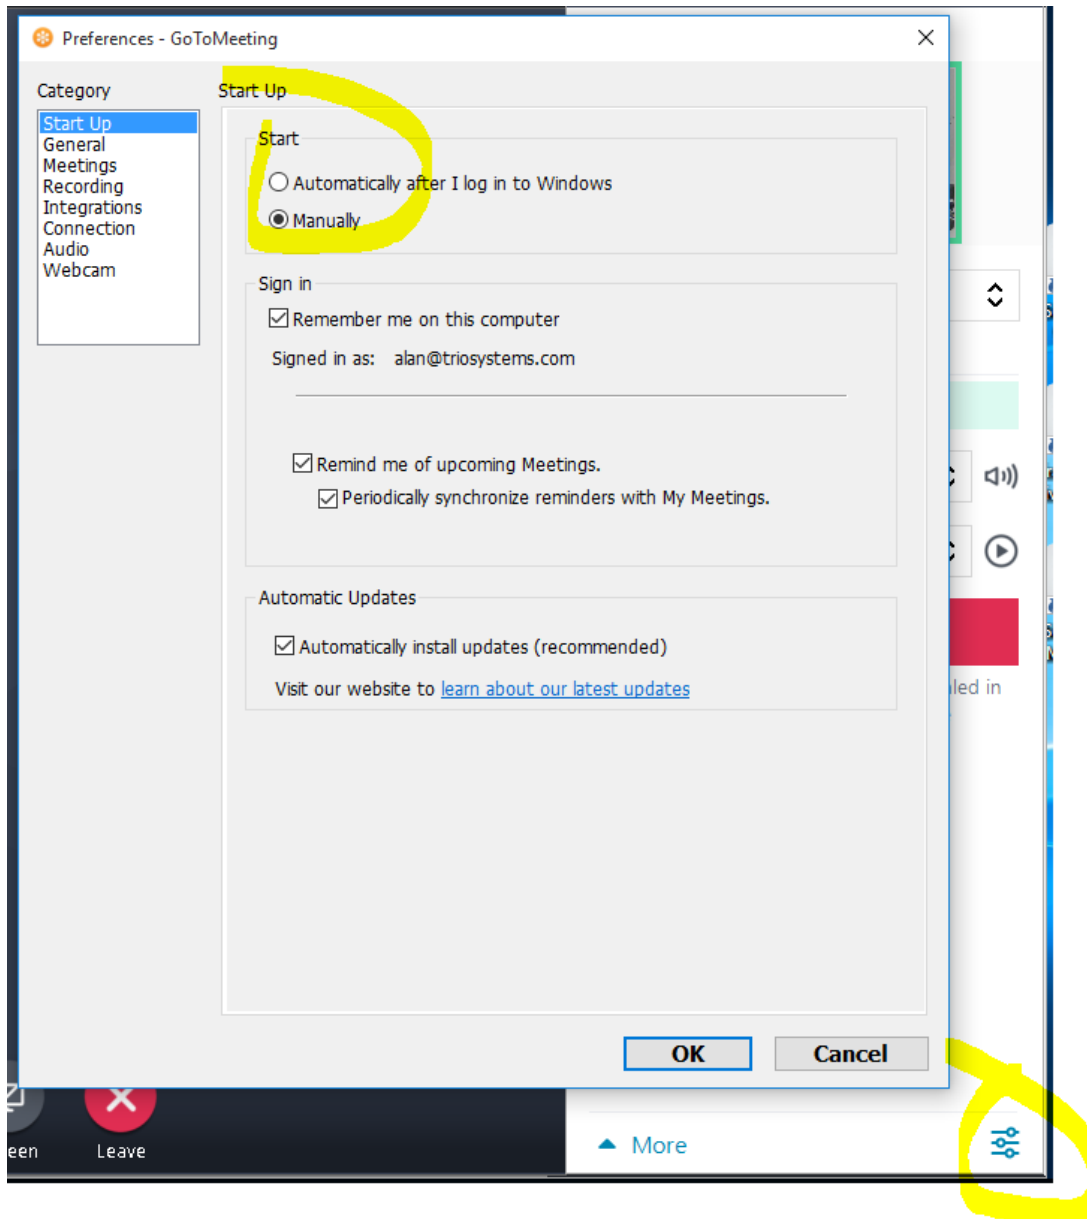 Preferences - GoToMeeting
Category
Start Up
General
Meetings
Recording
Integrations
Connection
Audio
Webcam
Start Up
Start
Automatically after I log in to Windows
Manually
Sign in
Remember me on this computer
Signed in as: alan@triosystems.com
Remind me of upcoming Meetings.
Periodically synchronize reminders with My Meetings.
Automatic Updates
Automatically install updates (recommended)
Visit our website to learn about our latest updates
OK
Cancel
led in
een
Leave
More